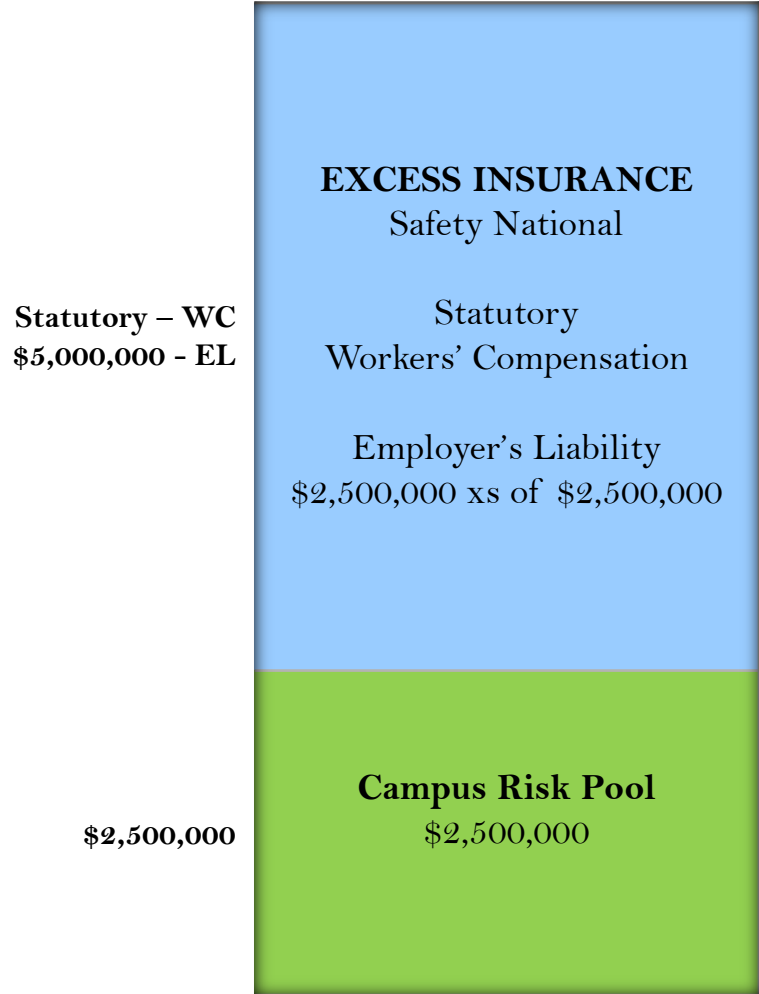 EXCESS INSURANCE
Safety National
Statutory – WC
$5,000,000 - EL
Statutory
Workers’ Compensation
Employer’s Liability
$2,500,000 xs of $2,500,000
Campus Risk Pool
$2,500,000
$2,500,000